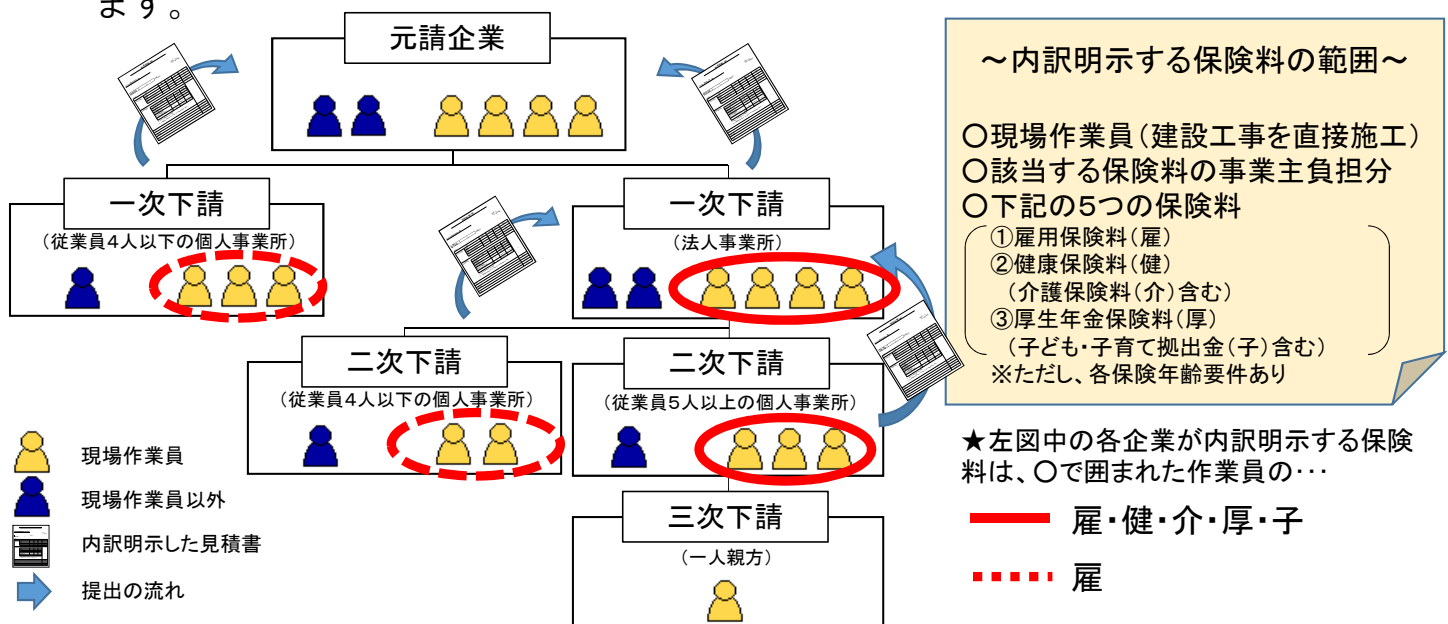 ます。
元請企業
一次下請
(従業員4人以下の個人事業所)
一次下請
(法人事業所)
二次下請
(従業員4人以下の個人事業所)
二次下請
(従業員5人以上の個人事業所)
三次下請
(一人親方)
現場作業員
現場作業員以外
内訳明示した見積書
提出の流れ
~内訳明示する保険料の範囲~
○現場作業員(建設工事を直接施工)
○該当する保険料の事業主負担分
○下記の5つの保険料
①雇用保険料(雇)
②健康保険料(健)
(介護保険料(介)含む)
③厚生年金保険料(厚)
(子ども・子育て拠出金(子)含む)
※ただし、各保険年齢要件あり
★左図中の各企業が内訳明示する保険
料は、○で囲まれた作業員の…
雇・健・介・厚・子
雇